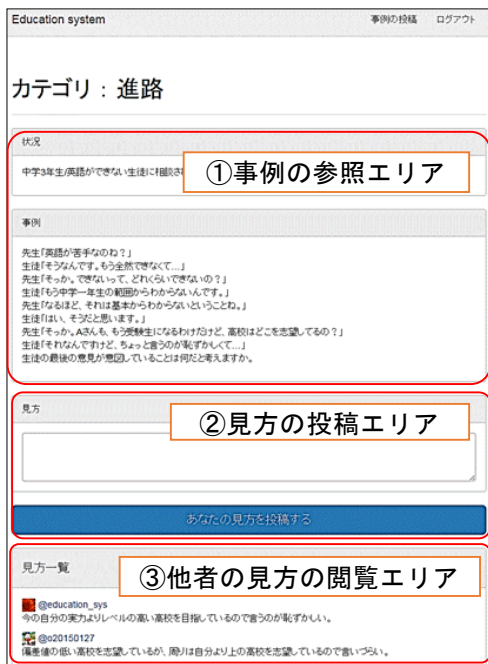 Education system
事例の投稿 ログアウト
カテゴリ：進路
状況
中学3年生/英語ができない生徒に相談さ
①事例の参照エリア
事例
先生「英語が苦手なのね？」
生徒「そうなんです。もう全然できなくて…」
先生「そっか。できないって、どれくらいできないの？」
生徒「もう中学一年生の範囲からわからないんです。」
先生「なるほど、それは基本からわからないということね。」
生徒「はい、そうだと思います。」
先生「そっか。Aさんも、もう受験生になるわけだけど、高校はどこを志望してるの？」
生徒「それなんですけど、ちょっと言うのが恥ずかしくて…」
生徒の最後の意見が意図していることは何だと考えますか。
見方
②見方の投稿エリア
あなたの見方を投稿する
見方一覧
③他者の見方の閲覧エリア
@education_sys
今の自分の実力よりレベルの高い高校を目指しているので言うのが恥ずかしい。
@o20150127
偏差値の低い高校を志望しているが、周りは自分より上の高校を志望しているので言いづらい。